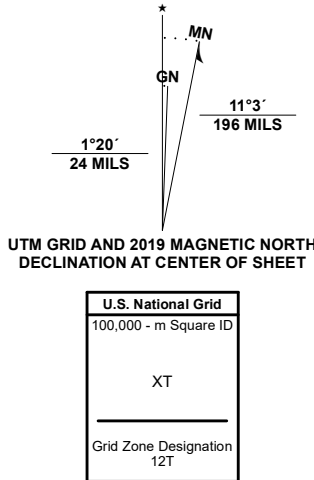 MN
GN
11°3´
196 MILS
1°20´
24 MILS
UTM GRID AND 2019 MAGNETIC NORTH
DECLINATION AT CENTER OF SHEET
U.S. National Grid
100,000 - m Square ID
XT
Grid Zone Designation
12T